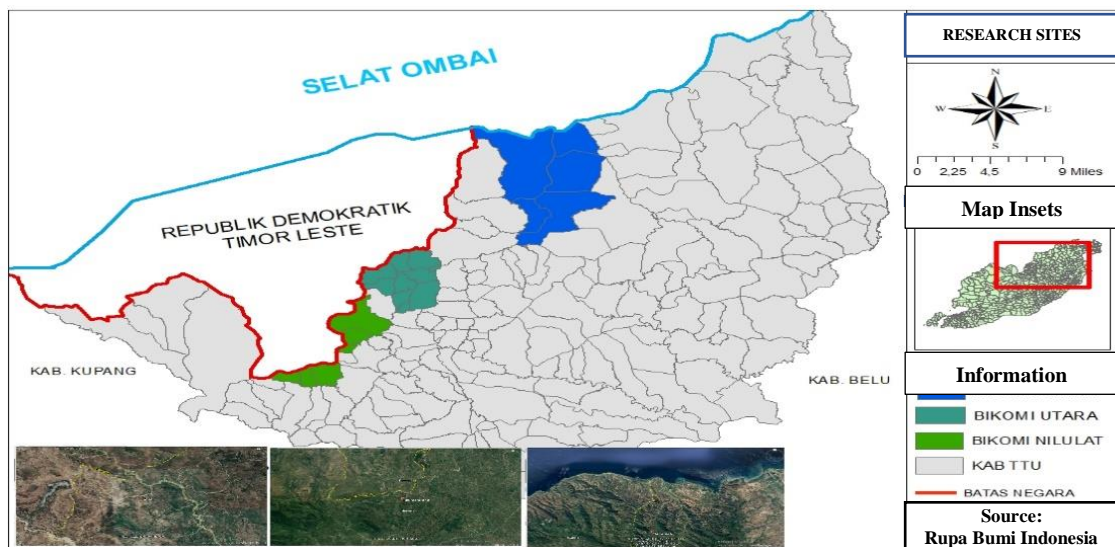 SELAT OMBAI
REPUBLIK DEMOKRATIK
TIMOR LESTE
KAB. KUPANG
KAB. BELU
RESEARCH SITES
N
W E
S
0 2,25 4,5 9 Miles
Map Insets
Information
BIKOMI UTARA
BIKOMI NILULAT
KAB TTU
BATAS NEGARA
Source:
Rupa Bumi Indonesia